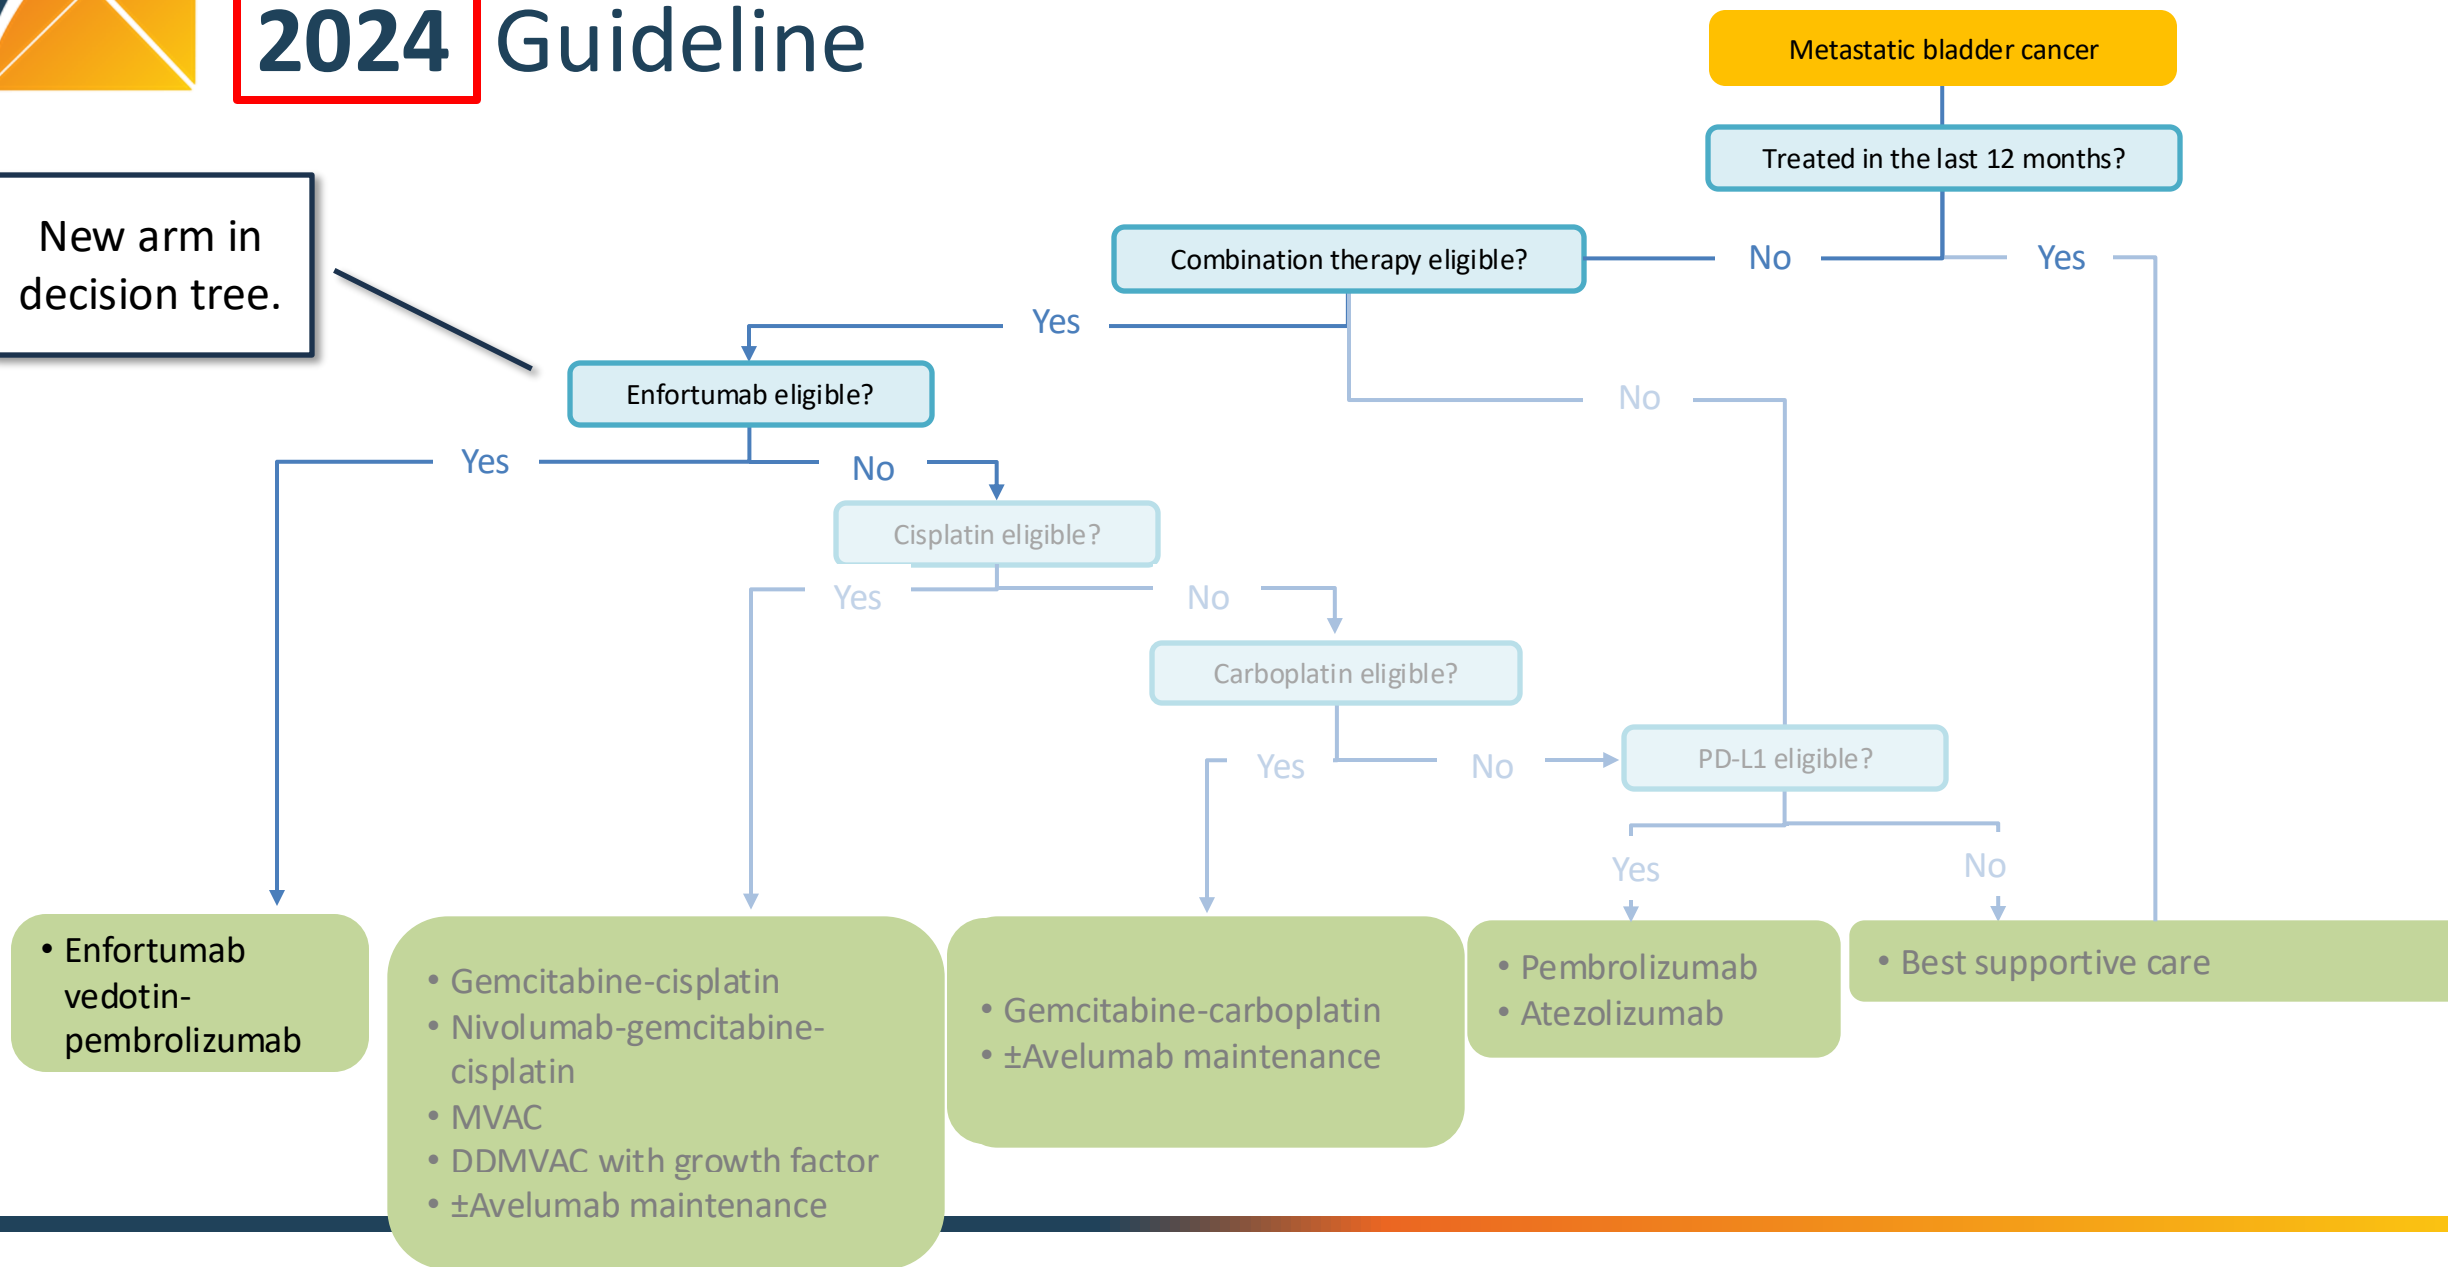 2024 Guideline
Metastatic bladder cancer
Treated in the last 12 months?
New arm in
decision tree.
Combination therapy eligible?
No
Yes
Yes
Enfortumab eligible?
No
Yes
No
Cisplatin eligible?
Yes
No
Carboplatin eligible?
Yes
No
PD-L1 eligible?
Yes
No
• Enfortumab
vedotin-
pembrolizumab
• Gemcitabine-cisplatin
• Nivolumab-gemcitabine-
cisplatin
• MVAC
• DDMVAC with growth factor
• ±Avelumab maintenance
• Gemcitabine-carboplatin
• ±Avelumab maintenance
• Pembrolizumab
• Atezolizumab
• Best supportive care